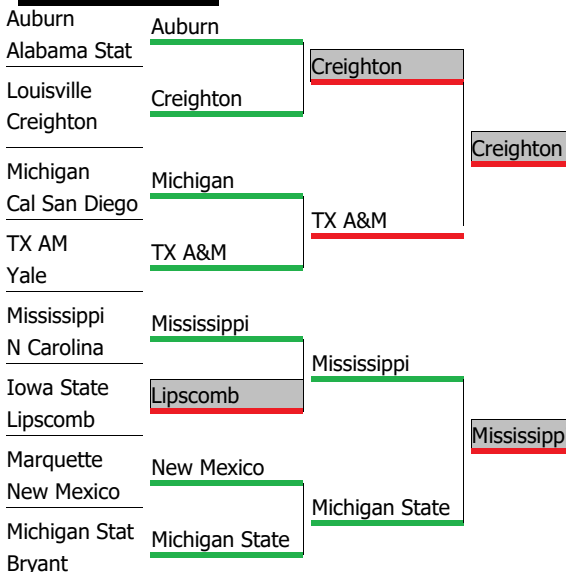 Auburn
Alabama Stat
Louisville
Creighton
Michigan
Cal San Diego
TX AM
Yale
Mississippi
N Carolina
Iowa State
Lipscomb
Marquette
New Mexico
Michigan Stat
Bryant
Auburn
Creighton
Michigan
TX A&M
Mississippi
Lipscomb
New Mexico
Michigan State
Creighton
TX A&M
Mississippi
Michigan State
Creighton
Mississipp